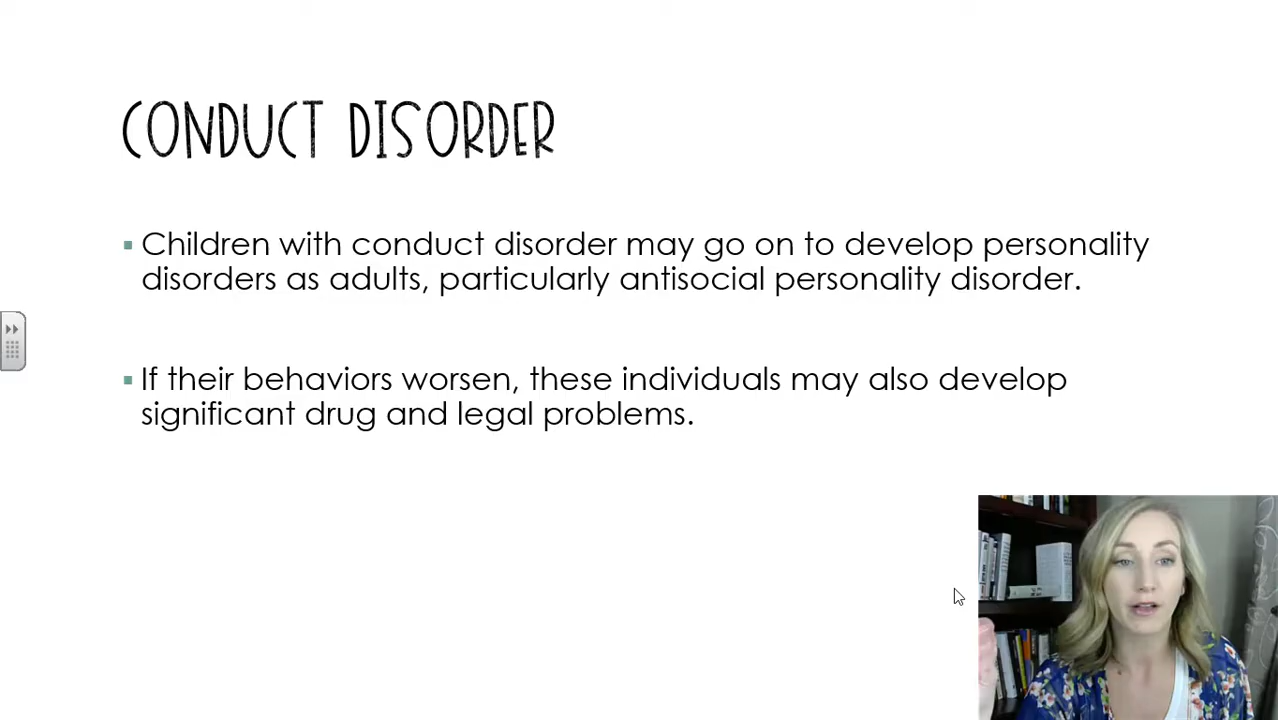 CONDUCT DISORDER
Children with conduct disorder may go on to develop personality
disorders as adults, particularly antisocial personality disorder.
If their behaviors worsen, these individuals may also develop
significant drug and legal problems.